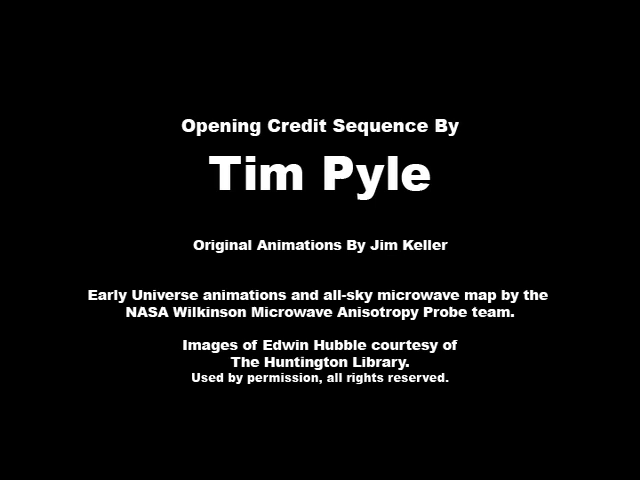 Opening Credit Sequence By
Tim Pyle
Original Animations By Jim Keller
Early Universe animations and all-sky microwave map by the
NASA Wilkinson Microwave Anisotropy Probe team.
Images of Edwin Hubble courtesy of
The Huntington Library.
Used by permission, all rights reserved.